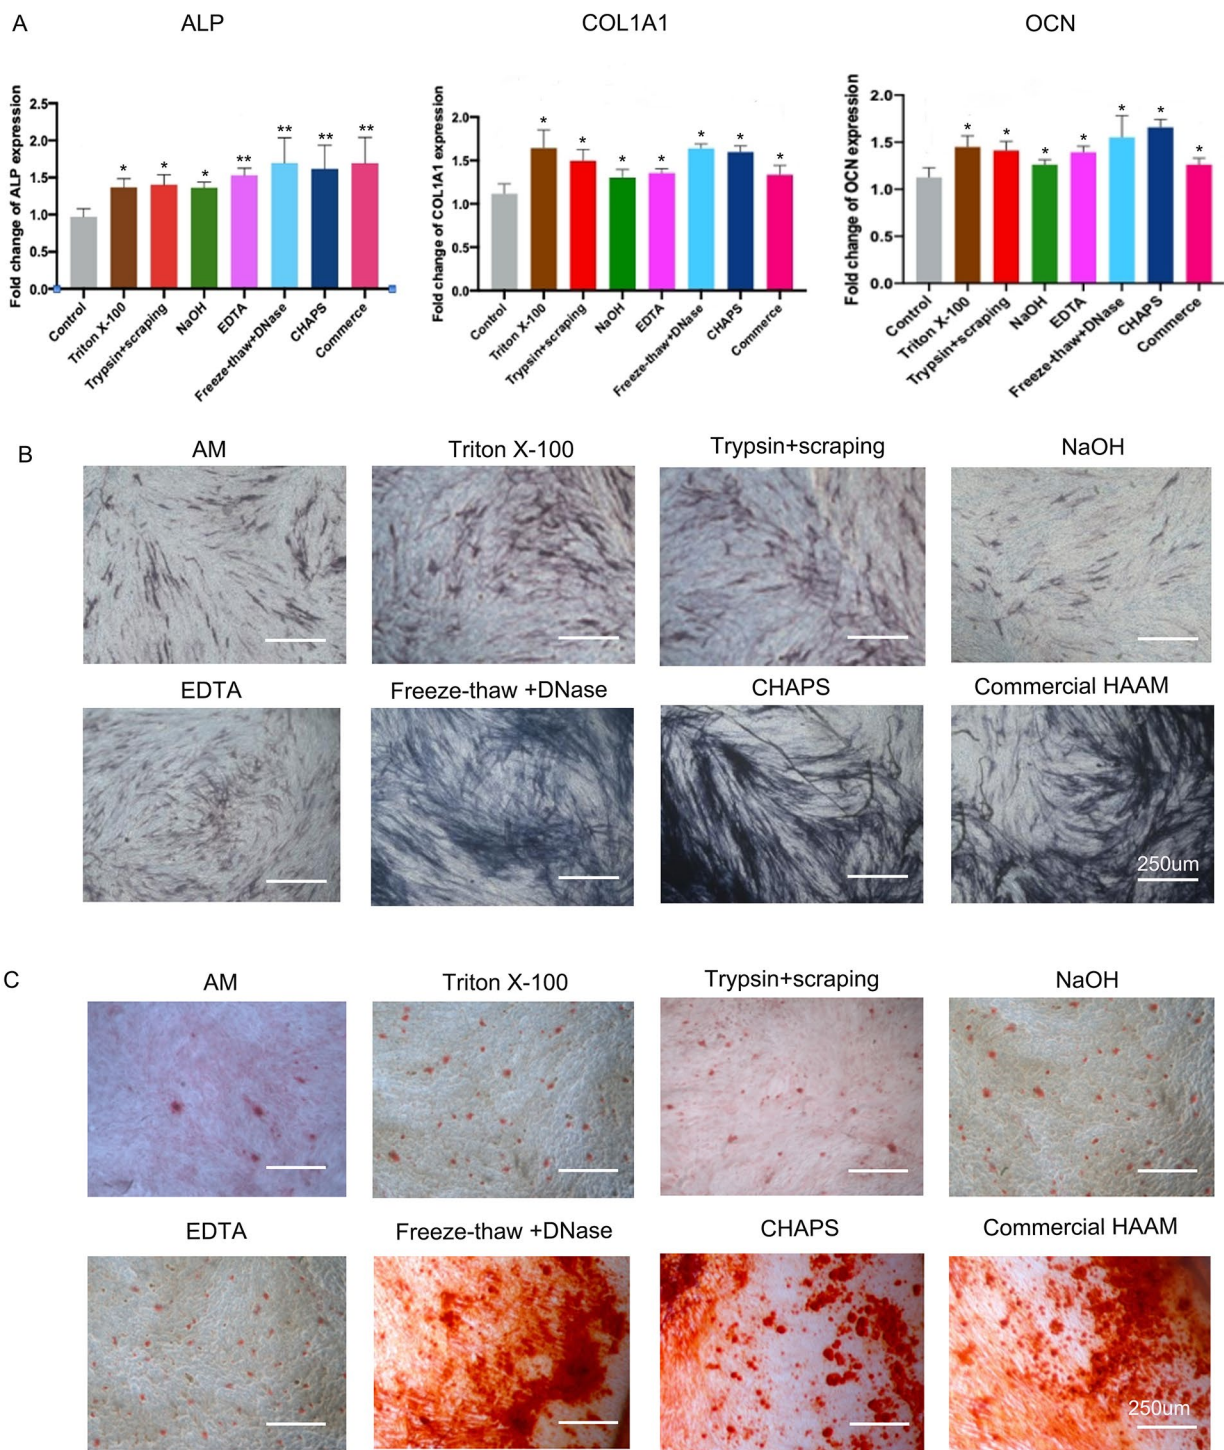 A
ALP
COL1A1
OCN
Fold change of ALP expression
2.5
2.0
1.5
1.0
0.5
0.0
**
**
**
**
*
*
*
Control
Triton X-100
Trypsin+scraping
NaOH
EDTA
Freeze-thaw+DNase
CHAPS
Commerce
Fold change of COL1A1 expression
2.0
1.5
1.0
0.5
0.0
*
*
*
*
*
*
*
Control
Triton X-100
Trypsin+scraping
NaOH
EDTA
Freeze-thaw+DNase
CHAPS
Commerce
Fold change of OCN expression
2.0
1.5
1.0
0.5
0.0
*
*
*
*
*
*
*
Control
Triton X-100
Trypsin+scraping
NaOH
EDTA
Freeze-thaw+DNase
CHAPS
Commerce
B
AM
Triton X-100
Trypsin+scraping
NaOH
EDTA
Freeze-thaw +DNase
CHAPS
Commercial HAAM
250um
C
AM
Triton X-100
Trypsin+scraping
NaOH
EDTA
Freeze-thaw +DNase
CHAPS
Commercial HAAM
250um